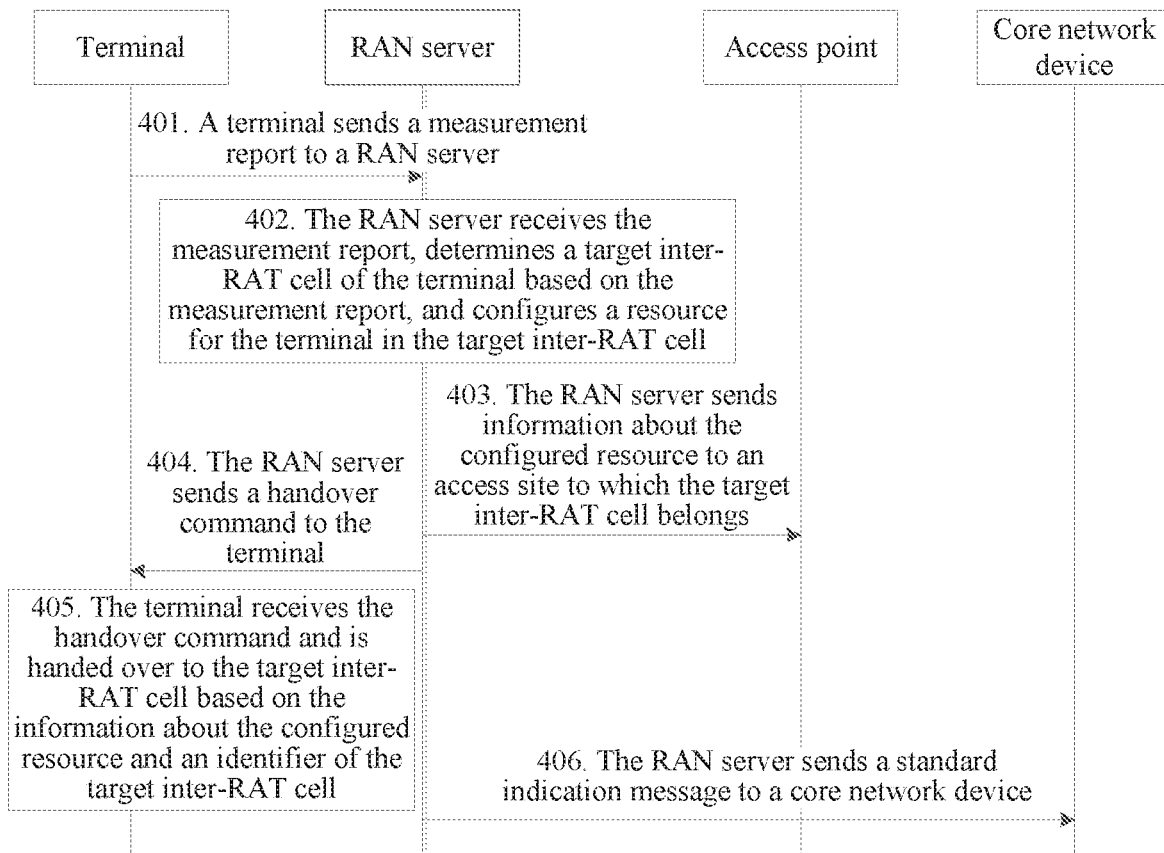 Terminal
RAN server
Access point
Core network
device
401. A terminal sends a measurement
report to a RAN server
402. The RAN server receives the
measurement report, determines a target inter-
RAT cell of the terminal based on the
measurement report, and configures a resource
for the terminal in the target inter-RAT cell
403. The RAN server sends
information about the
configured resource to an
access site to which the target
inter-RAT cell belongs
404. The RAN server
sends a handover
command to the
terminal
405. The terminal receives the
handover command and is
handed over to the target inter-
RAT cell based on the
information about the configured
resource and an identifier of the
target inter-RAT cell
406. The RAN server sends a standard
indication message to a core network device